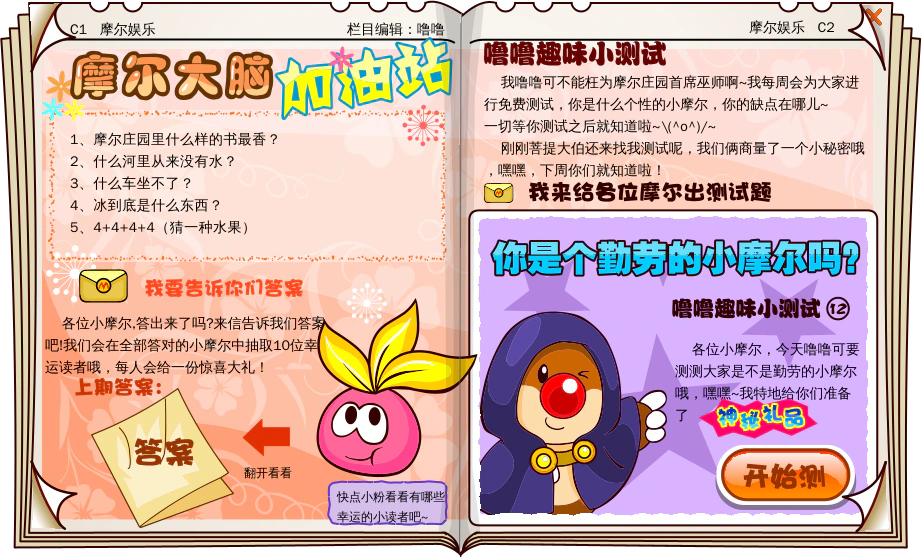 C1 摩尔娱乐
栏目编辑：噜噜
摩尔大脑加油站
1、摩尔庄园里什么样的书最香？
2、什么河里从来没有水？
3、什么车坐不了？
4、冰到底是什么东西？
5、4+4+4+4（猜一种水果）
我要告诉你们答案
各位小摩尔,答出来了吗?来信告诉我们答案
吧!我们会在全部答对的小摩尔中抽取10位幸
运读者哦，每人会给一份惊喜大礼！
上期答案：
答案
翻开看看
快点小粉看看有哪些
幸运的小读者吧~
摩尔娱乐 C2
噜噜趣味小测试
我噜噜可不能枉为摩尔庄园首席巫师啊~我每周会为大家进
行免费测试，你是什么个性的小摩尔，你的缺点在哪儿~
一切等你测试之后就知道啦~\(^o^)/~
刚刚菩提大伯还来找我测试呢，我们俩商量了一个小秘密哦
，嘿嘿，下周你们就知道啦！
我来给各位摩尔出测试题
你是个勤劳的小摩尔吗?
噜噜趣味小测试 ⑫
各位小摩尔，今天噜噜可要
测测大家是不是勤劳的小摩尔
哦，嘿嘿~我特地给你们准备
了 神秘礼品
开始测